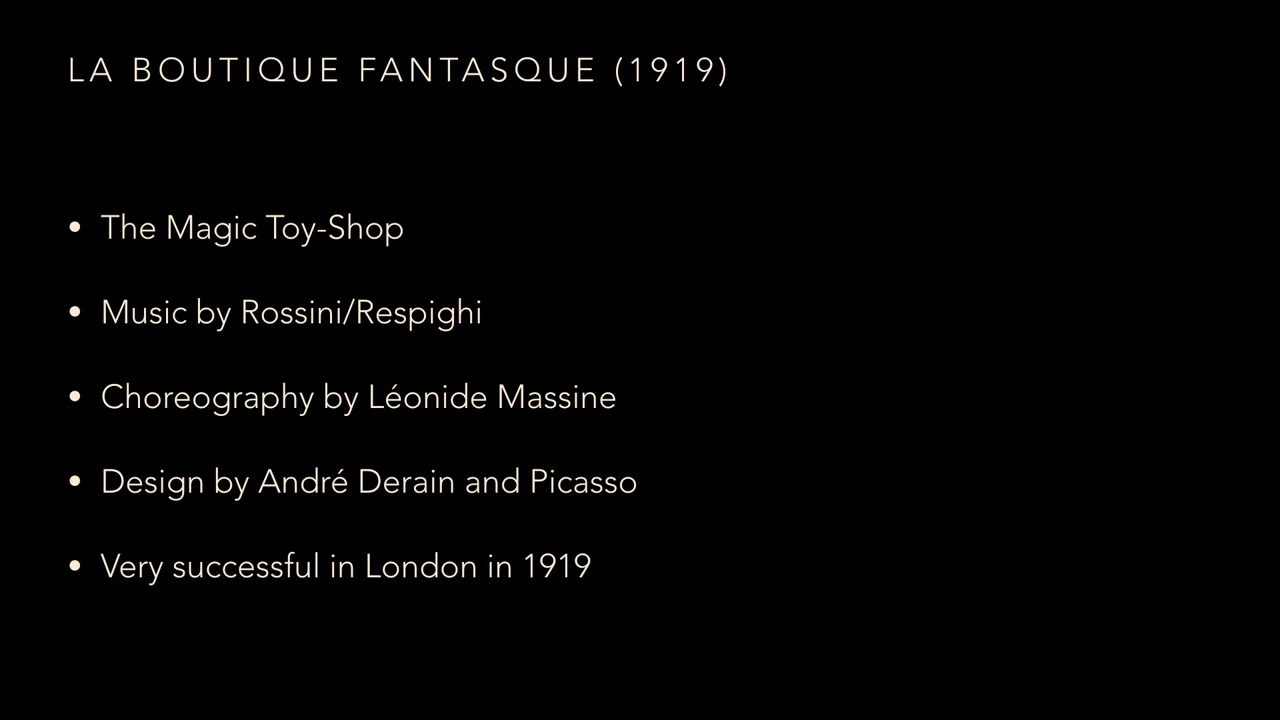 LA BOUTIQUE FANTASQUE (1919)
• The Magic Toy-Shop
• Music by Rossini/Respighi
• Choreography by Léonide Massine
• Design by André Derain and Picasso
• Very successful in London in 1919